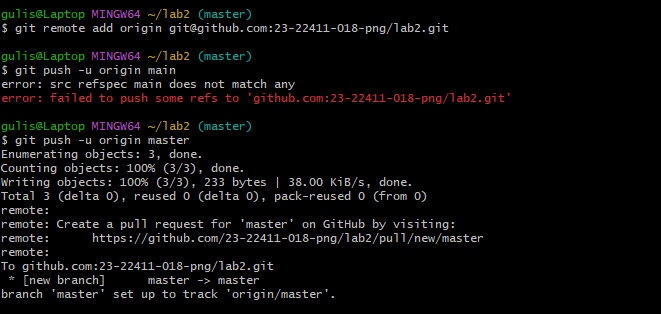 gulis@Laptop MINGW64 ~/lab2 (master)
$ git remote add origin git@github.com:23-22411-018-png/lab2.git
gulis@Laptop MINGW64 ~/lab2 (master)
$ git push -u origin main
error: src refspec main does not match any
error: failed to push some refs to 'github.com:23-22411-018-png/lab2.git'
gulis@Laptop MINGW64 ~/lab2 (master)
$ git push -u origin master
Enumerating objects: 3, done.
Counting objects: 100% (3/3), done.
Writing objects: 100% (3/3), 233 bytes | 38.00 KiB/s, done.
Total 3 (delta 0), reused 0 (delta 0), pack-reused 0 (from 0)
remote:
remote: Create a pull request for 'master' on GitHub by visiting:
remote:      https://github.com/23-22411-018-png/lab2/pull/new/master
remote:
To github.com:23-22411-018-png/lab2.git
 * [new branch]      master -> master
branch 'master' set up to track 'origin/master'.